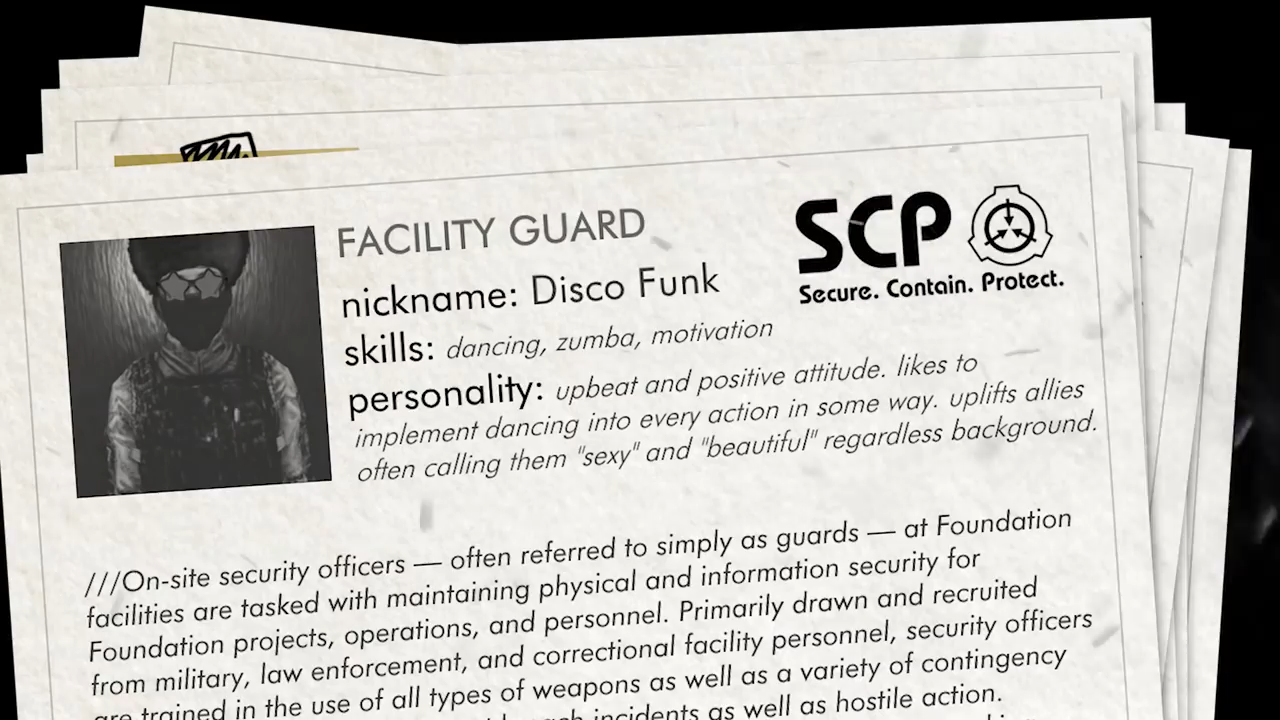 FACILITY GUARD
nickname: Disco Funk
skills: dancing, zumba, motivation
personality: upbeat and positive attitude. likes to
implement dancing into every action in some way. uplifts allies
often calling them "sexy" and "beautiful" regardless background.
SCP
Secure. Contain. Protect.
///On-site security officers — often referred to simply as guards — at Foundation
facilities are tasked with maintaining physical and information security for
Foundation projects, operations, and personnel. Primarily drawn and recruited
from military, law enforcement, and correctional facility personnel, security officers
are trained in the use of all types of weapons as well as a variety of contingency
incidents as well as hostile action.